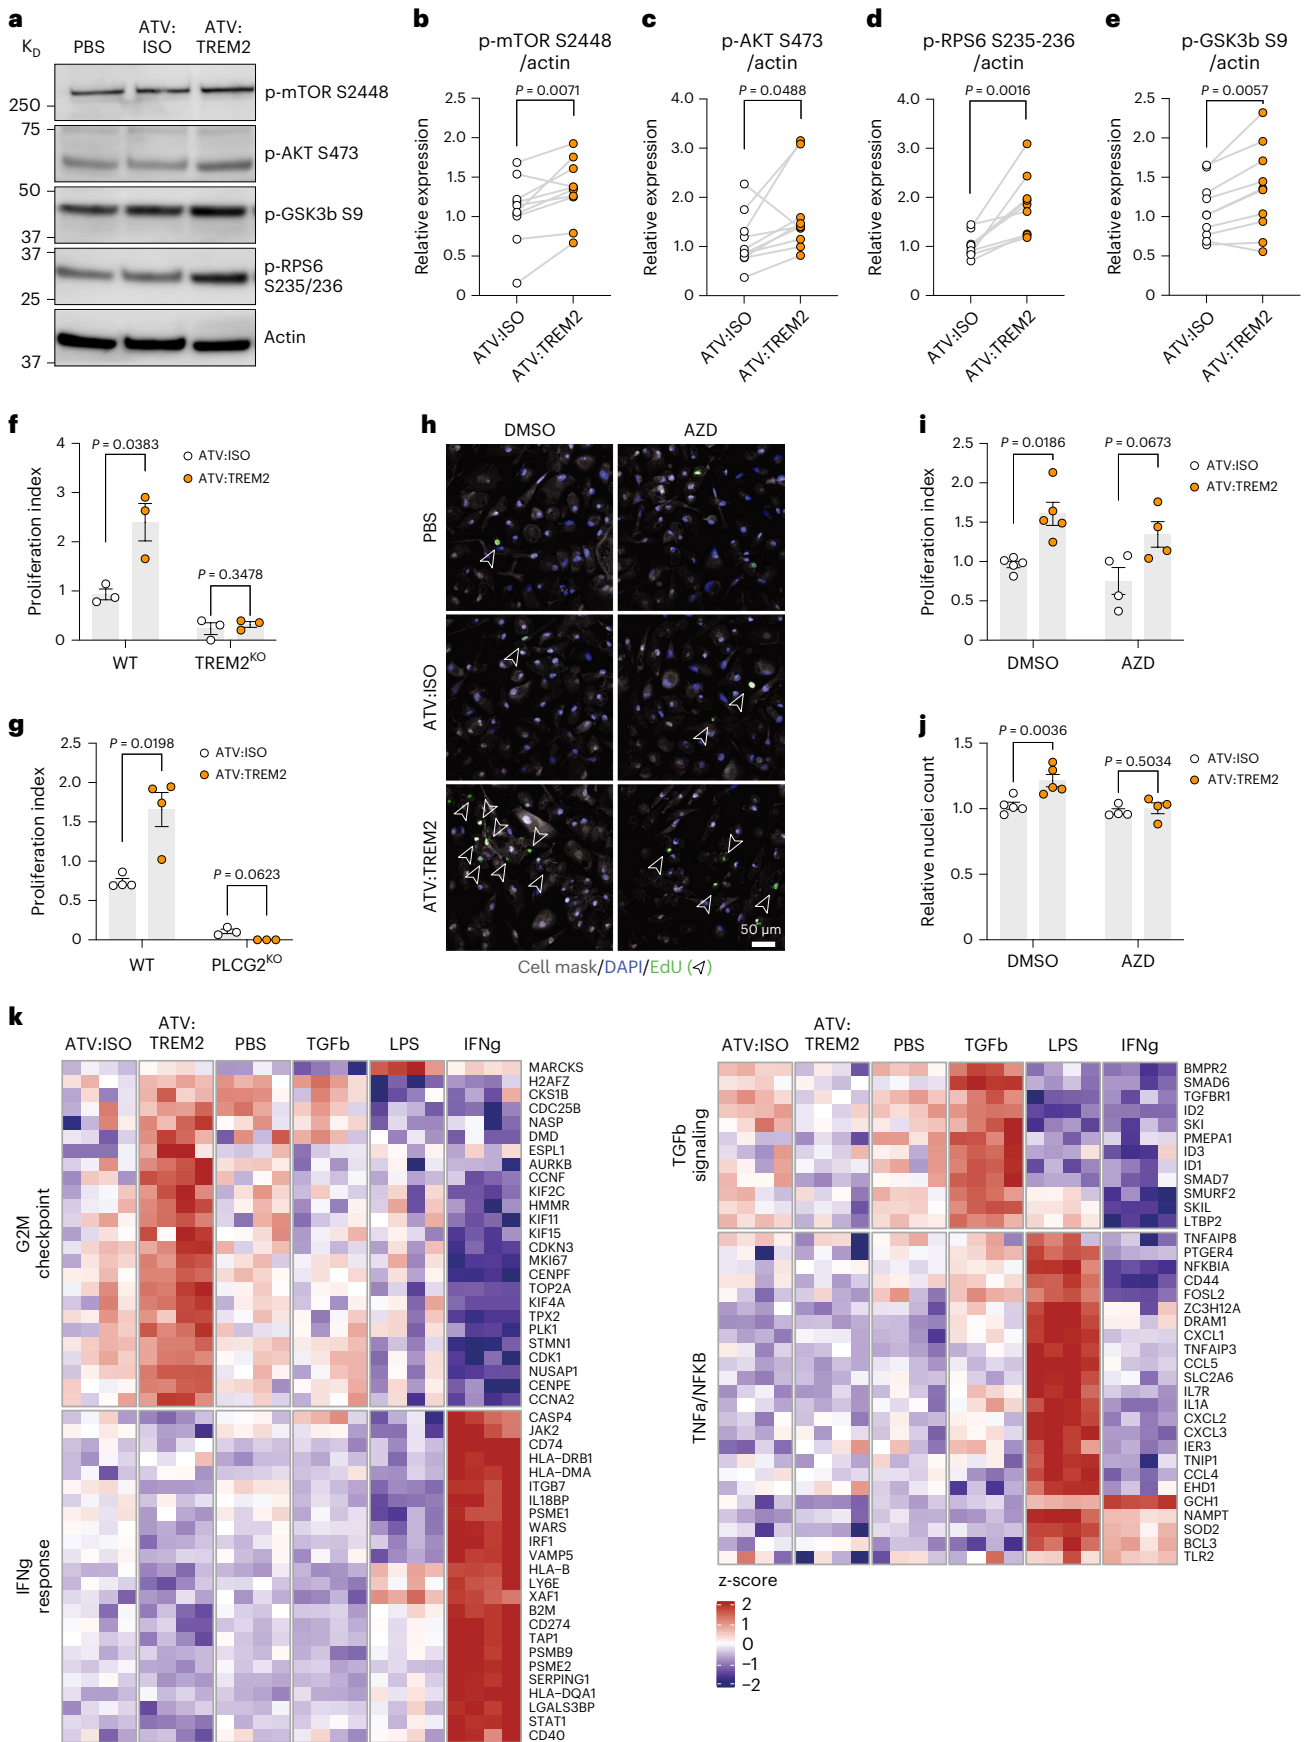 a
K_D
PBS
ATV:
ISO
ATV:
TREM2
250
75
50
37
37
25
37
p-mTOR S2448
p-AKT S473
p-GSK3b S9
p-RPS6
S235/236
Actin
b
p-mTOR S2448
/actin
P = 0.0071
Relative expression
2.5
2.0
1.5
1.0
0.5
0
ATV:ISO
ATV:TREM2
c
p-AKT S473
/actin
P = 0.0488
Relative expression
4.0
3.0
2.0
1.0
0
ATV:ISO
ATV:TREM2
d
p-RPS6 S235-236
/actin
P = 0.0016
Relative expression
4.0
3.0
2.0
1.0
0
ATV:ISO
ATV:TREM2
e
p-GSK3b S9
/actin
P = 0.0057
Relative expression
2.5
2.0
1.5
1.0
0.5
0
ATV:ISO
ATV:TREM2
f
Proliferation index
4
3
2
1
0
P = 0.0383
P = 0.3478
ATV:ISO
ATV:TREM2
WT
TREM2^KO
g
Proliferation index
2.5
2.0
1.5
1.0
0.5
0
P = 0.0198
P = 0.0623
ATV:ISO
ATV:TREM2
WT
PLCG2^KO
h
DMSO
AZD
PBS
ATV:ISO
ATV:TREM2
50 µm
Cell mask/DAPI/EdU ()
i
Proliferation index
2.5
2.0
1.5
1.0
0.5
0
P = 0.0186
P = 0.0673
ATV:ISO
ATV:TREM2
DMSO
AZD
j
Relative nuclei count
1.5
1.0
0.5
0
P = 0.0036
P = 0.5034
ATV:ISO
ATV:TREM2
DMSO
AZD
k
ATV:ISO
ATV:
TREM2
PBS
TGFb
LPS
IFNg
G2M
checkpoint
MARCKS
H2AFZ
CKS1B
CDC25B
NASP
DMD
ESPL1
AURKB
CCNF
KIF2C
HMMR
KIF11
KIF15
CDKN3
MKI67
CENPF
TOP2A
KIF4A
TPX2
PLK1
STMN1
CDK1
NUSAP1
CENPE
CCNA2
IFNg
response
CASP4
JAK2
CD74
HLA−DRB1
HLA−DMA
ITGB7
IL18BP
PSME1
WARS
IRF1
VAMP5
HLA−B
LY6E
XAF1
B2M
CD274
TAP1
PSMB9
PSME2
SERPING1
HLA−DQA1
LGALS3BP
STAT1
CD40
ATV:ISO
ATV:
TREM2
PBS
TGFb
LPS
IFNg
TGFb
signaling
BMPR2
SMAD6
TGFBR1
ID2
SKI
PMEPA1
ID3
ID1
SMAD7
SMURF2
SKIL
LTBP2
TNFa/NFKB
TNFAIP8
PTGER4
NFKBIA
CD44
FOSL2
ZC3H12A
DRAM1
CXCL1
TNFAIP3
CCL5
SLC2A6
IL7R
IL1A
CXCL2
CXCL3
IER3
TNIP1
CCL4
EHD1
GCH1
NAMPT
SOD2
BCL3
TLR2
z-score
2
1
0
−1
−2